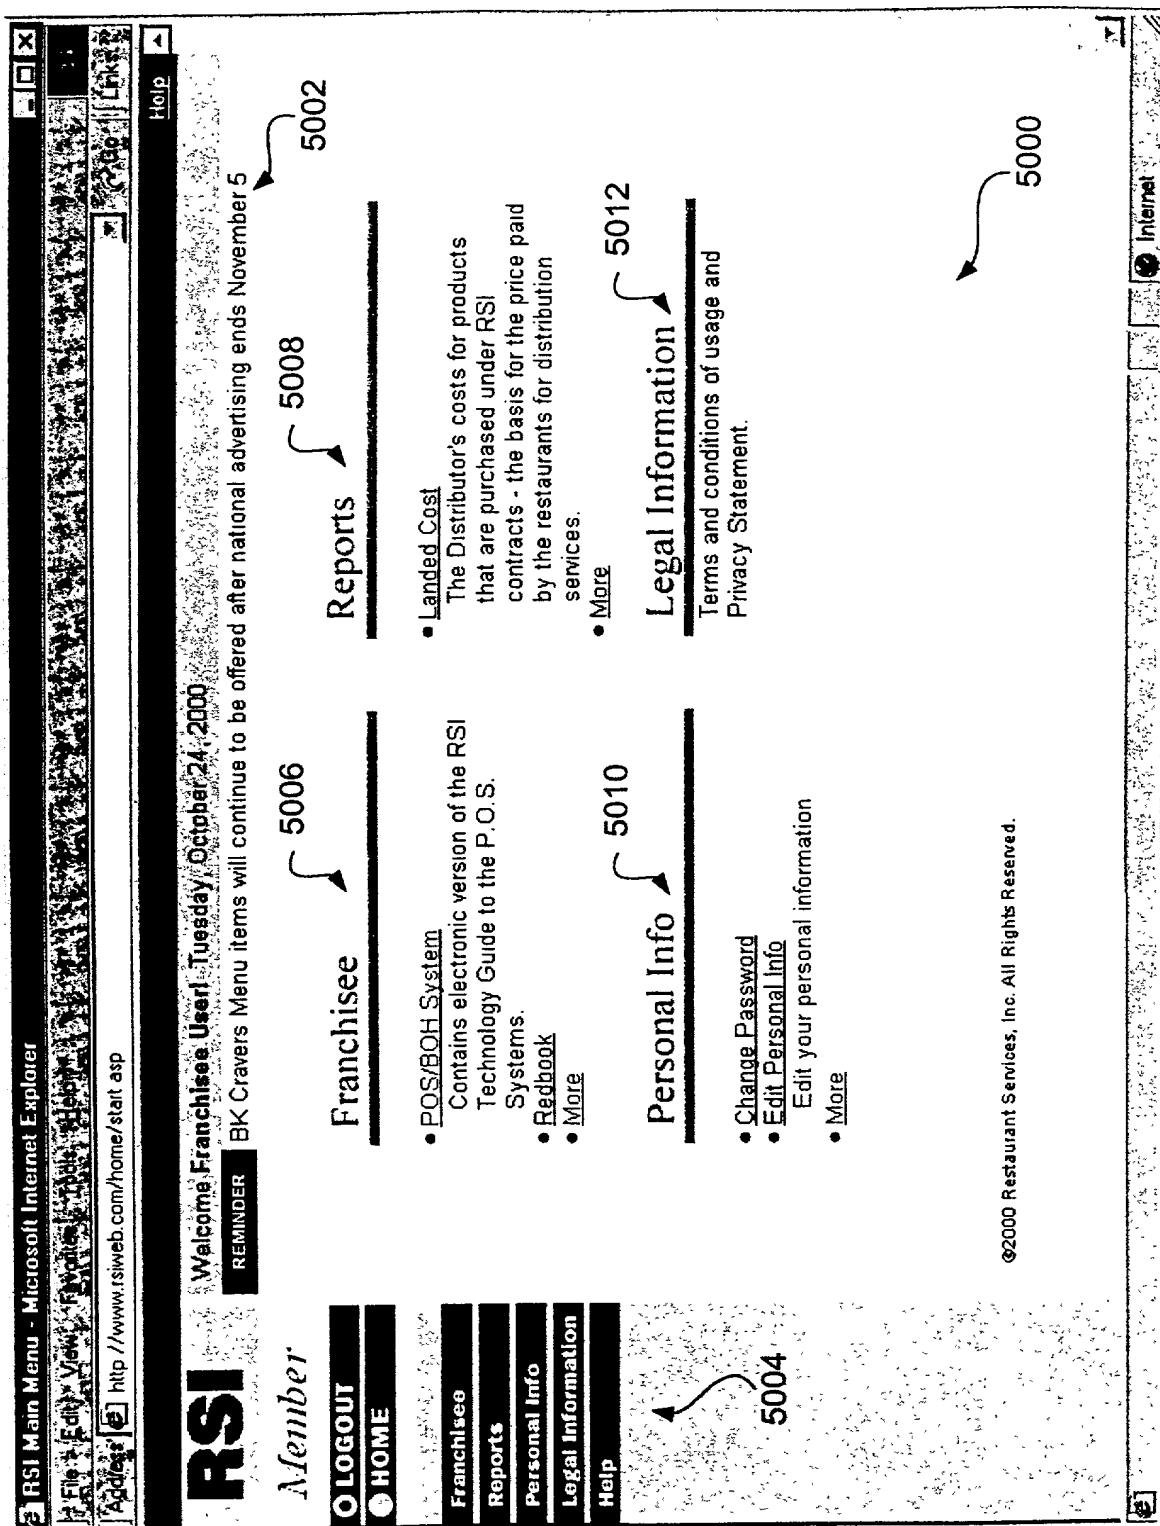 RSI Main Menu - Microsoft Internet Explorer
File Edit View Favorites Tools Help
Address http://www.rsiweb.com/home/start asp
Go Links »
Help
RSI
Welcome Franchisee User! Tuesday, October 24, 2000
REMINDER BK Cravers Menu items will continue to be offered after national advertising ends November 5
5002
Member
LOGOUT
HOME
Franchisee
Reports
Personal Info
Legal Information
Help
5004
Franchisee
5006
• POS/BOH System
Contains electronic version of the RSI
Technology Guide to the P.O.S.
Systems.
• Redbook
• More
Reports
5008
• Landed Cost
The Distributor's costs for products
that are purchased under RSI
contracts - the basis for the price paid
by the restaurants for distribution
services.
• More
Personal Info
5010
• Change Password
• Edit Personal Info
Edit your personal information
• More
Legal Information
5012
Terms and conditions of usage and
Privacy Statement.
5000
©2000 Restaurant Services, Inc. All Rights Reserved.
Internet